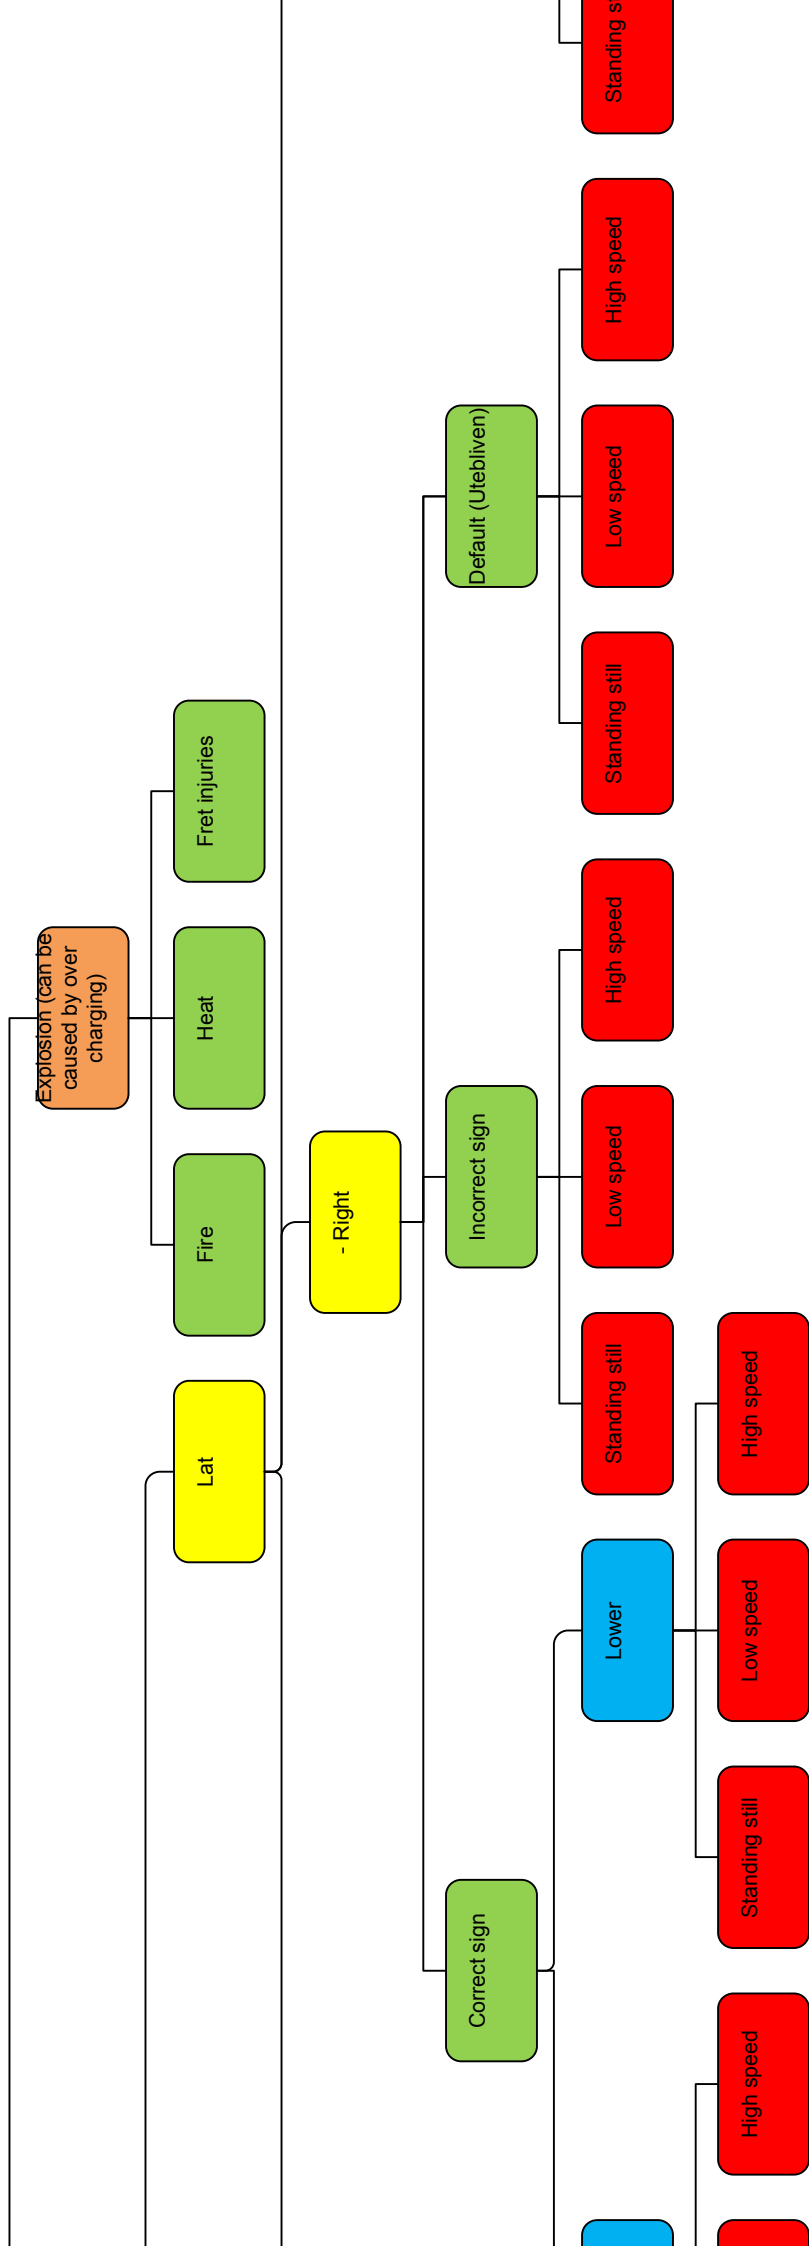 Explosion (can be
caused by over
charging)
Lat
Fire
Heat
Fret injuries
- Right
Correct sign
Incorrect sign
Default (Utebliven)
Lower
Standing still
Low speed
High speed
Standing still
Low speed
High speed
Standing
High speed
Standing still
Low speed
High speed